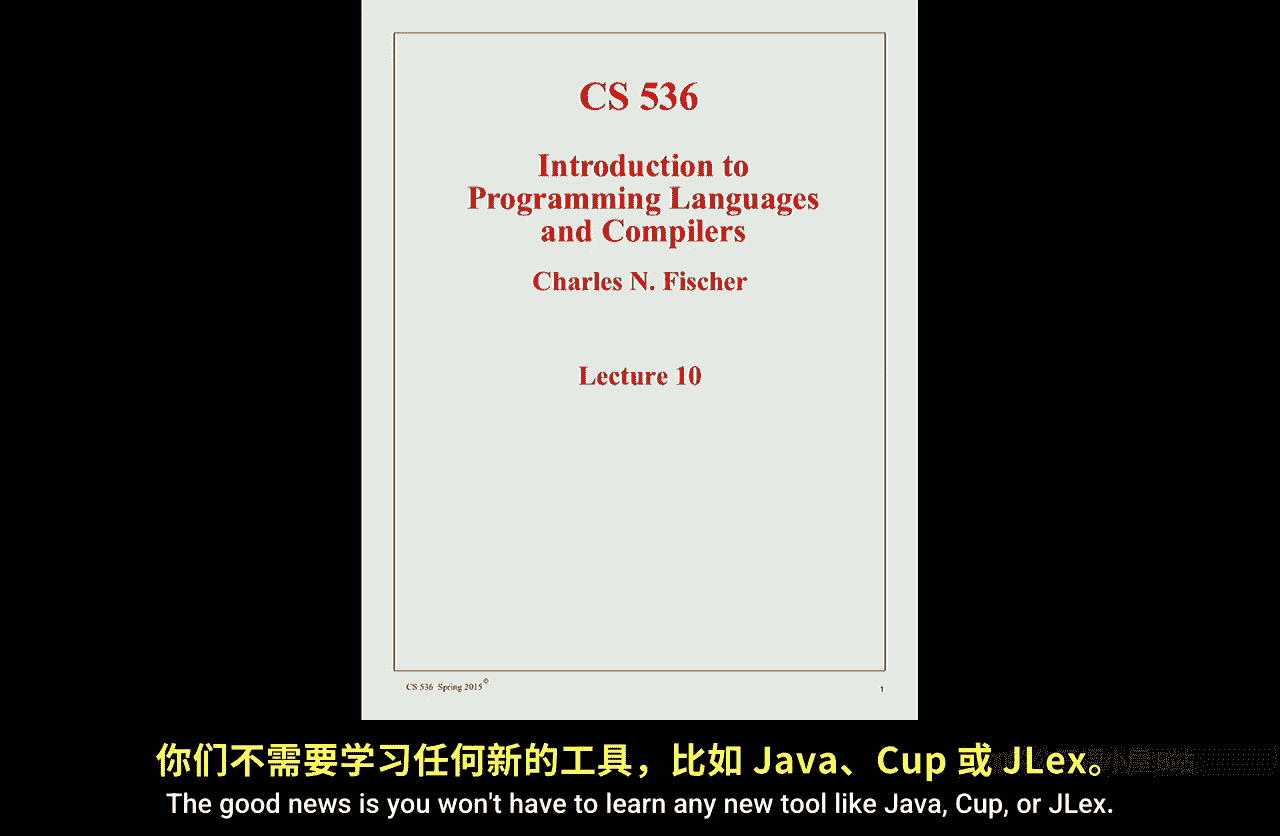 CS 536
Introduction to
Programming Languages
and Compilers
Charles N. Fischer
Lecture 10
CS 536 Spring 2015©
1
你们不需要学习任何新的工具，比如 Java、Cup 或 JLex。
The good news is you won't have to learn any new tool like Java, Cup, or JLex.